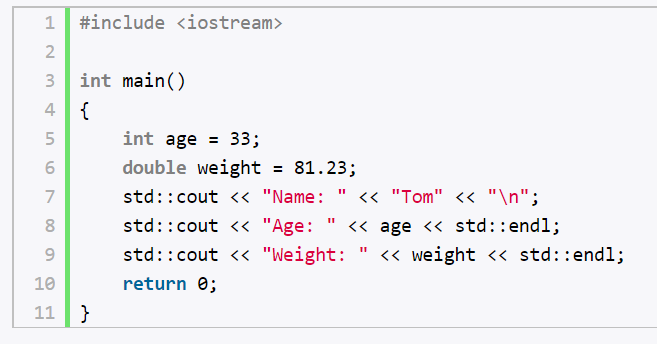 1 #include <iostream>
2
3 int main()
4 {
5     int age = 33;
6     double weight = 81.23;
7     std::cout << "Name: " << "Tom" << "\n";
8     std::cout << "Age: " << age << std::endl;
9     std::cout << "Weight: " << weight << std::endl;
10     return 0;
11 }